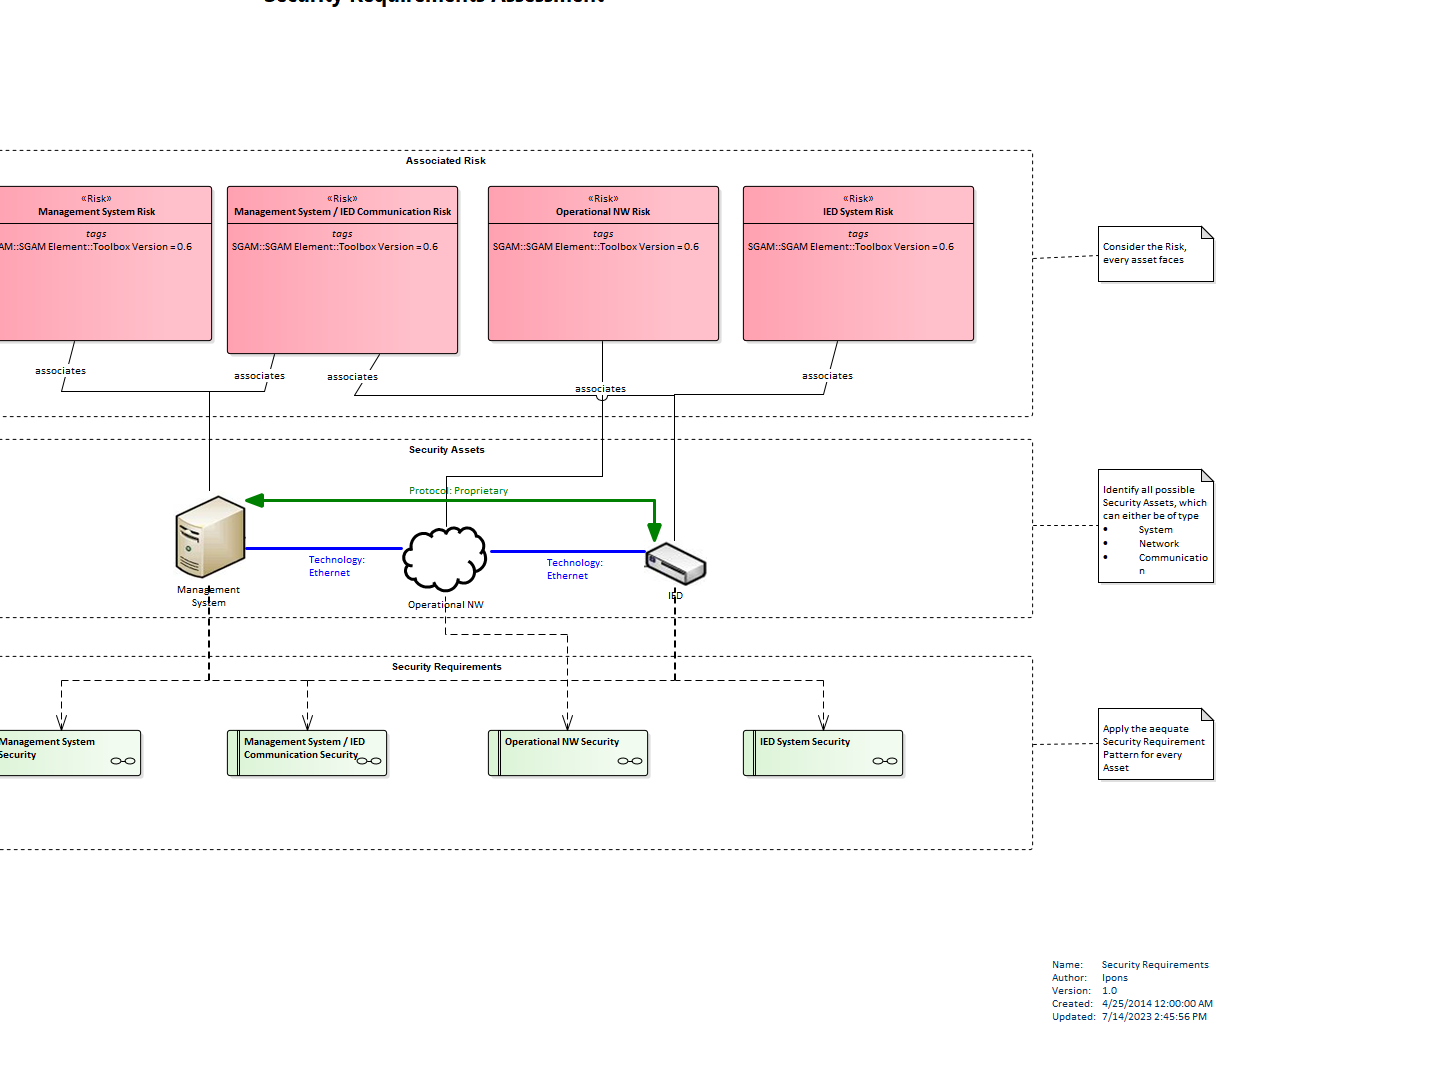 Security Requirements Assessment
Associated Risk
«Risk»
Management System Risk
tags
AM::SGAM Element::Toolbox Version = 0.6
«Risk»
Management System / IED Communication Risk
tags
SGAM::SGAM Element::Toolbox Version = 0.6
«Risk»
Operational NW Risk
tags
SGAM::SGAM Element::Toolbox Version = 0.6
«Risk»
IED System Risk
tags
SGAM::SGAM Element::Toolbox Version = 0.6
Consider the Risk,
every asset faces
associates
associates
associates
associates
associates
Security Assets
Protocol: Proprietary
Technology:
Ethernet
Technology:
Ethernet
Management
System
Operational NW
IED
Identify all possible
Security Assets, which
can either be of type
• System
• Network
• Communicatio
n
Security Requirements
Management System
Security
Management System / IED
Communication Security
Operational NW Security
IED System Security
Apply the aequate
Security Requirement
Pattern for every
Asset
Name: Security Requirements
Author: Ipons
Version: 1.0
Created: 4/25/2014 12:00:00 AM
Updated: 7/14/2023 2:45:56 PM